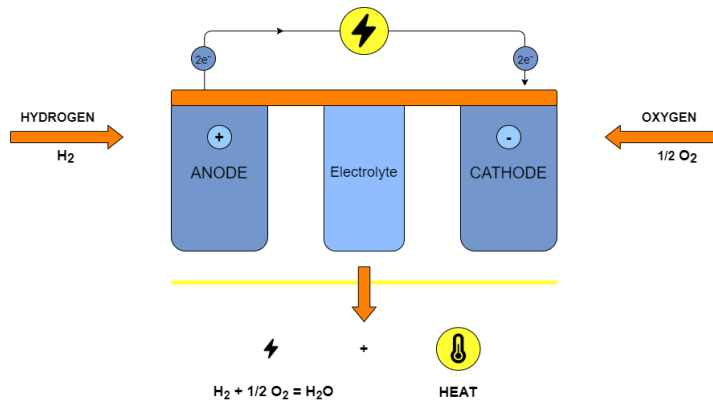 2e⁻
2e⁻
HYDROGEN
H₂
OXYGEN
1/2 O₂
+
-
ANODE
Electrolyte
CATHODE
+
H₂ + 1/2 O₂ = H₂O
HEAT